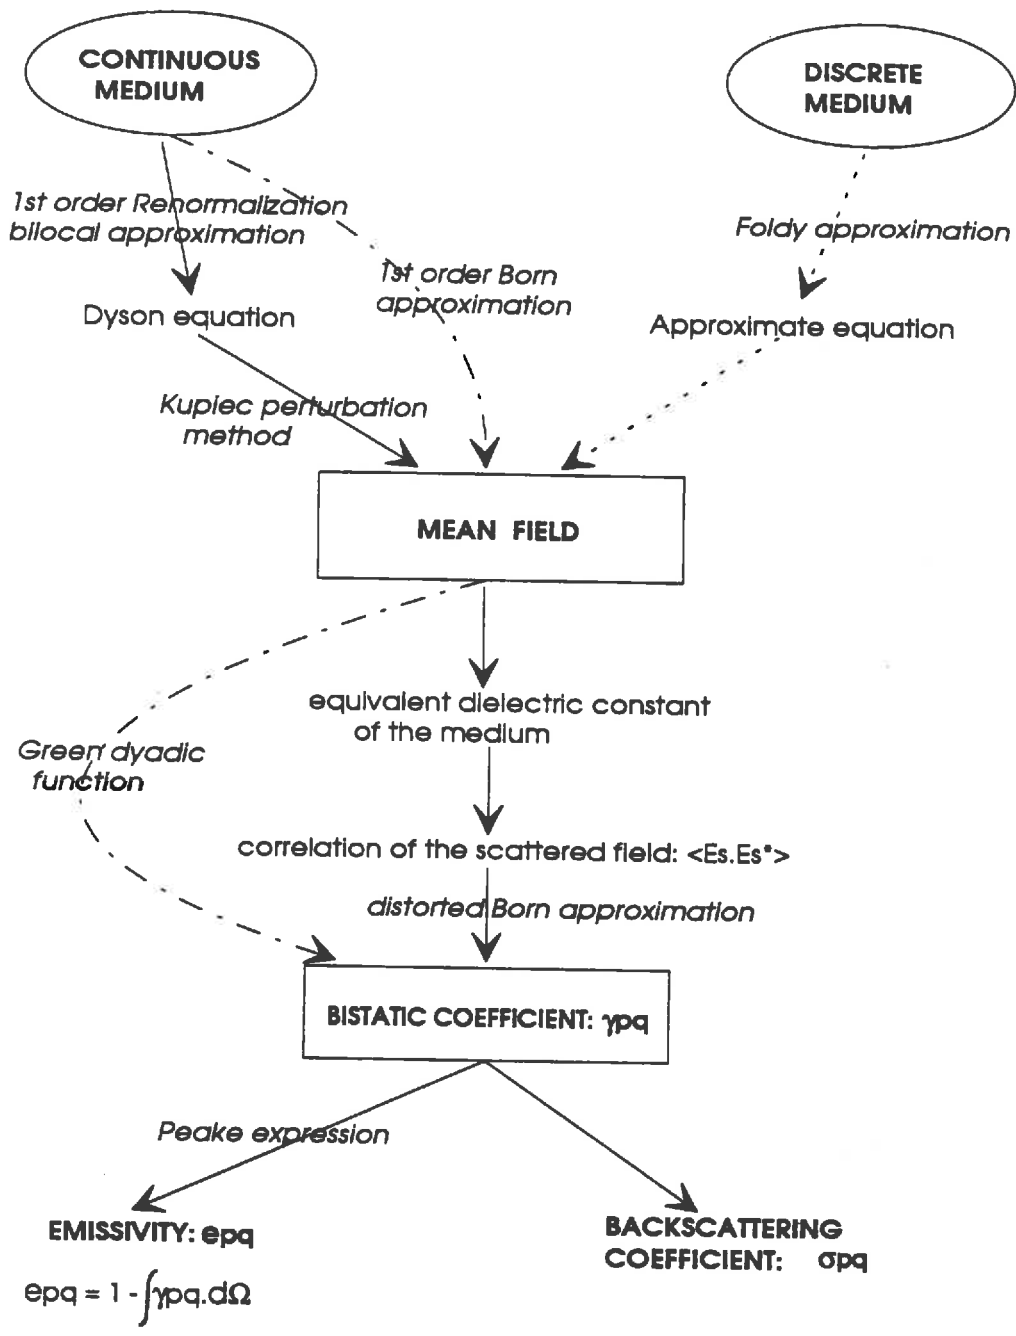 CONTINUOUS
MEDIUM
DISCRETE
MEDIUM
1st order Renormalization
bilocal approximation
Foldy approximation
1st order Born
approximation
Dyson equation
Approximate equation
Kupiec perturbation
method
MEAN FIELD
equivalent dielectric constant
of the medium
Green dyadic
function
correlation of the scattered field: <Es.Es*>
distorted Born approximation
BISTATIC COEFFICIENT: γpq
Peake expression
EMISSIVITY: epq
BACKSCATTERING
COEFFICIENT: σpq
epq = 1 - ∫γpq.dΩ